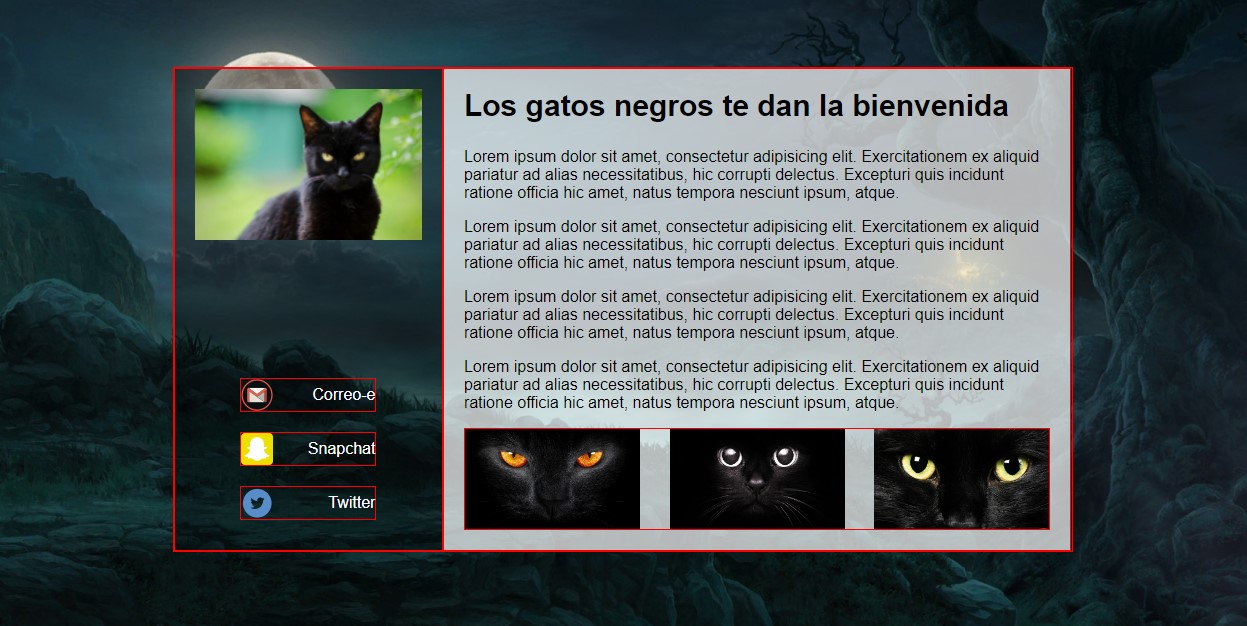 Los gatos negros te dan la bienvenida
Lorem ipsum dolor sit amet, consectetur adipisicing elit. Exercitationem ex aliquid
pariatur ad alias necessitatibus, hic corrupti delectus. Excepturi quis incidunt
ratione officia hic amet, natus tempora nesciunt ipsum, atque.
Lorem ipsum dolor sit amet, consectetur adipisicing elit. Exercitationem ex aliquid
pariatur ad alias necessitatibus, hic corrupti delectus. Excepturi quis incidunt
ratione officia hic amet, natus tempora nesciunt ipsum, atque.
Lorem ipsum dolor sit amet, consectetur adipisicing elit. Exercitationem ex aliquid
pariatur ad alias necessitatibus, hic corrupti delectus. Excepturi quis incidunt
ratione officia hic amet, natus tempora nesciunt ipsum, atque.
Lorem ipsum dolor sit amet, consectetur adipisicing elit. Exercitationem ex aliquid
pariatur ad alias necessitatibus, hic corrupti delectus. Excepturi quis incidunt
ratione officia hic amet, natus tempora nesciunt ipsum, atque.
Correo-e
Snapchat
Twitter